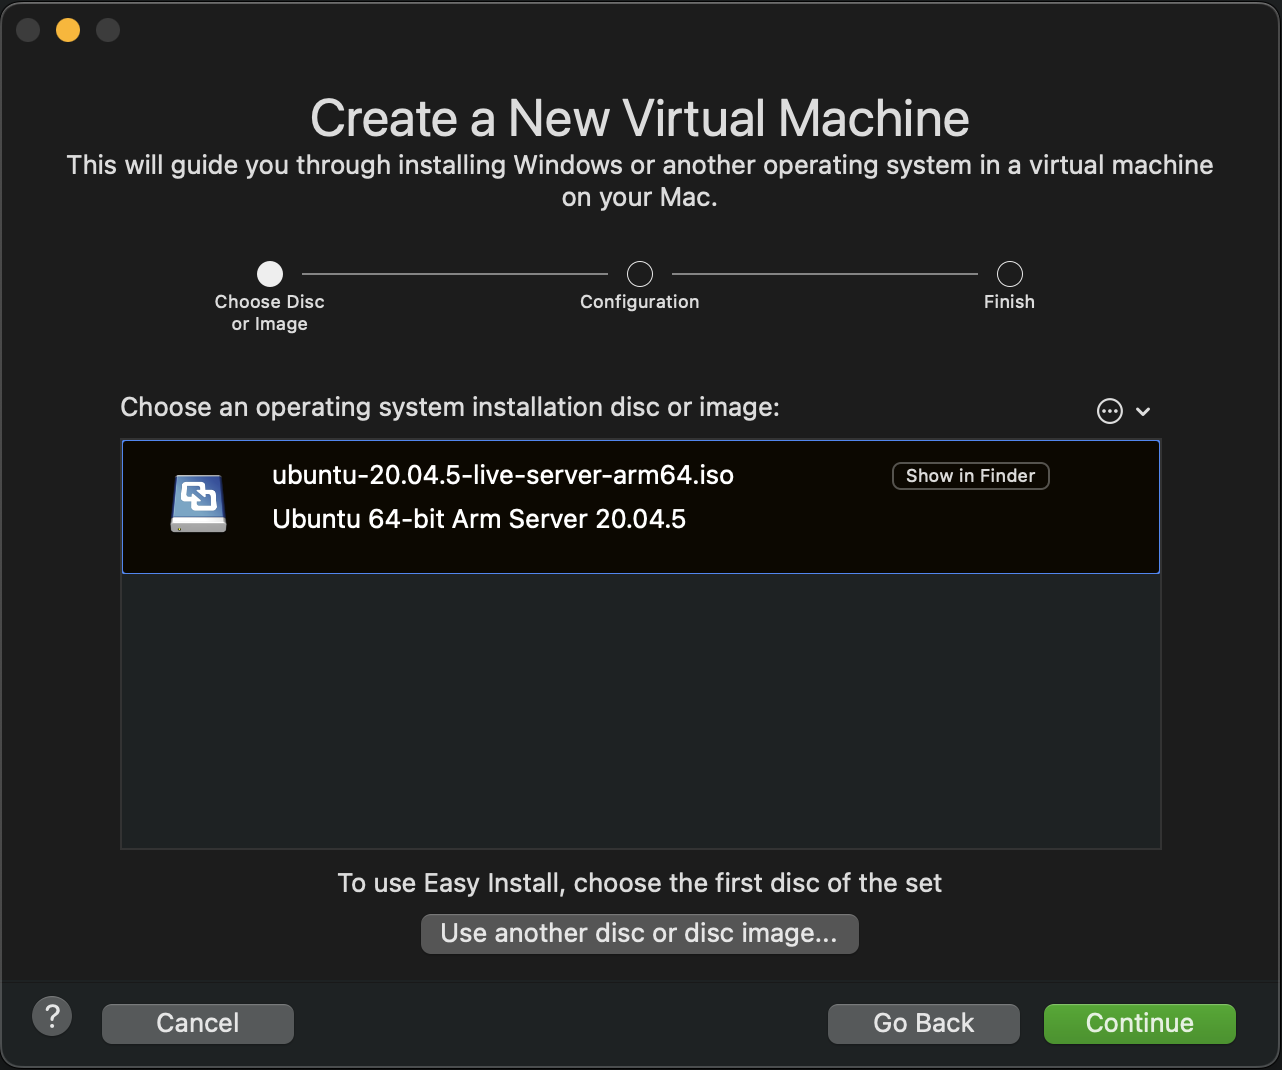 Create a New Virtual Machine
This will guide you through installing Windows or another operating system in a virtual machine
on your Mac.
Choose Disc
or Image
Configuration
Finish
Choose an operating system installation disc or image:
ubuntu-20.04.5-live-server-arm64.iso
Show in Finder
Ubuntu 64-bit Arm Server 20.04.5
To use Easy Install, choose the first disc of the set
Use another disc or disc image...
?
Cancel
Go Back
Continue